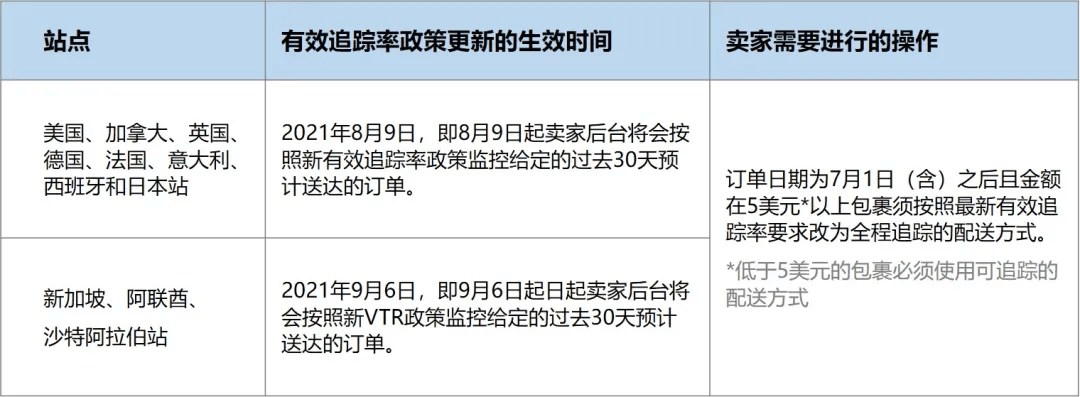 站点
有效追踪率政策更新的生效时间
卖家需要进行的操作
美国、加拿大、英国、
德国、法国、意大利、
西班牙和日本站
2021年8月9日，即8月9日起卖家后台将会按
照新有效追踪率政策监控给定的过去30天预
计送达的订单。
订单日期为7月1日（含）之后且金额
在5美元*以上包裹须按照最新有效追
踪率要求改为全程追踪的配送方式。
*低于5美元的包裹必须使用可追踪的
配送方式
新加坡、阿联酋、
沙特阿拉伯站
2021年9月6日，即9月6日起日起卖家后台将
会按照新VTR政策监控给定的过去30天预计
送达的订单。